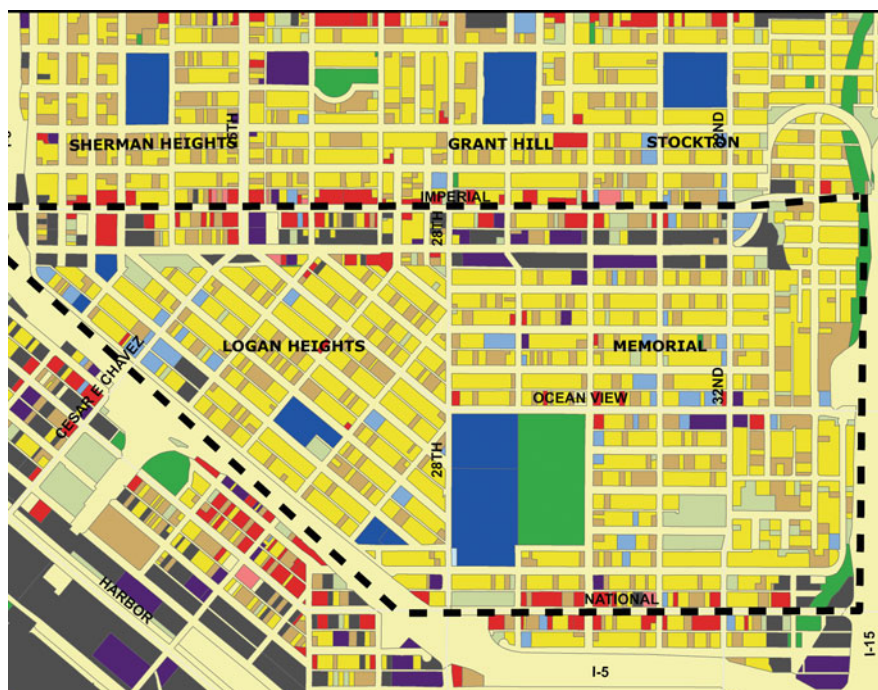 SHERMAN HEIGHTS
GRANT HILL
STOCKTON
32ND
IMPERIAL
28TH
LOGAN HEIGHTS
MEMORIAL
CESAR E CHAVEZ
OCEAN VIEW
32ND
28TH
HARBOR
NATIONAL
I-5
I-15